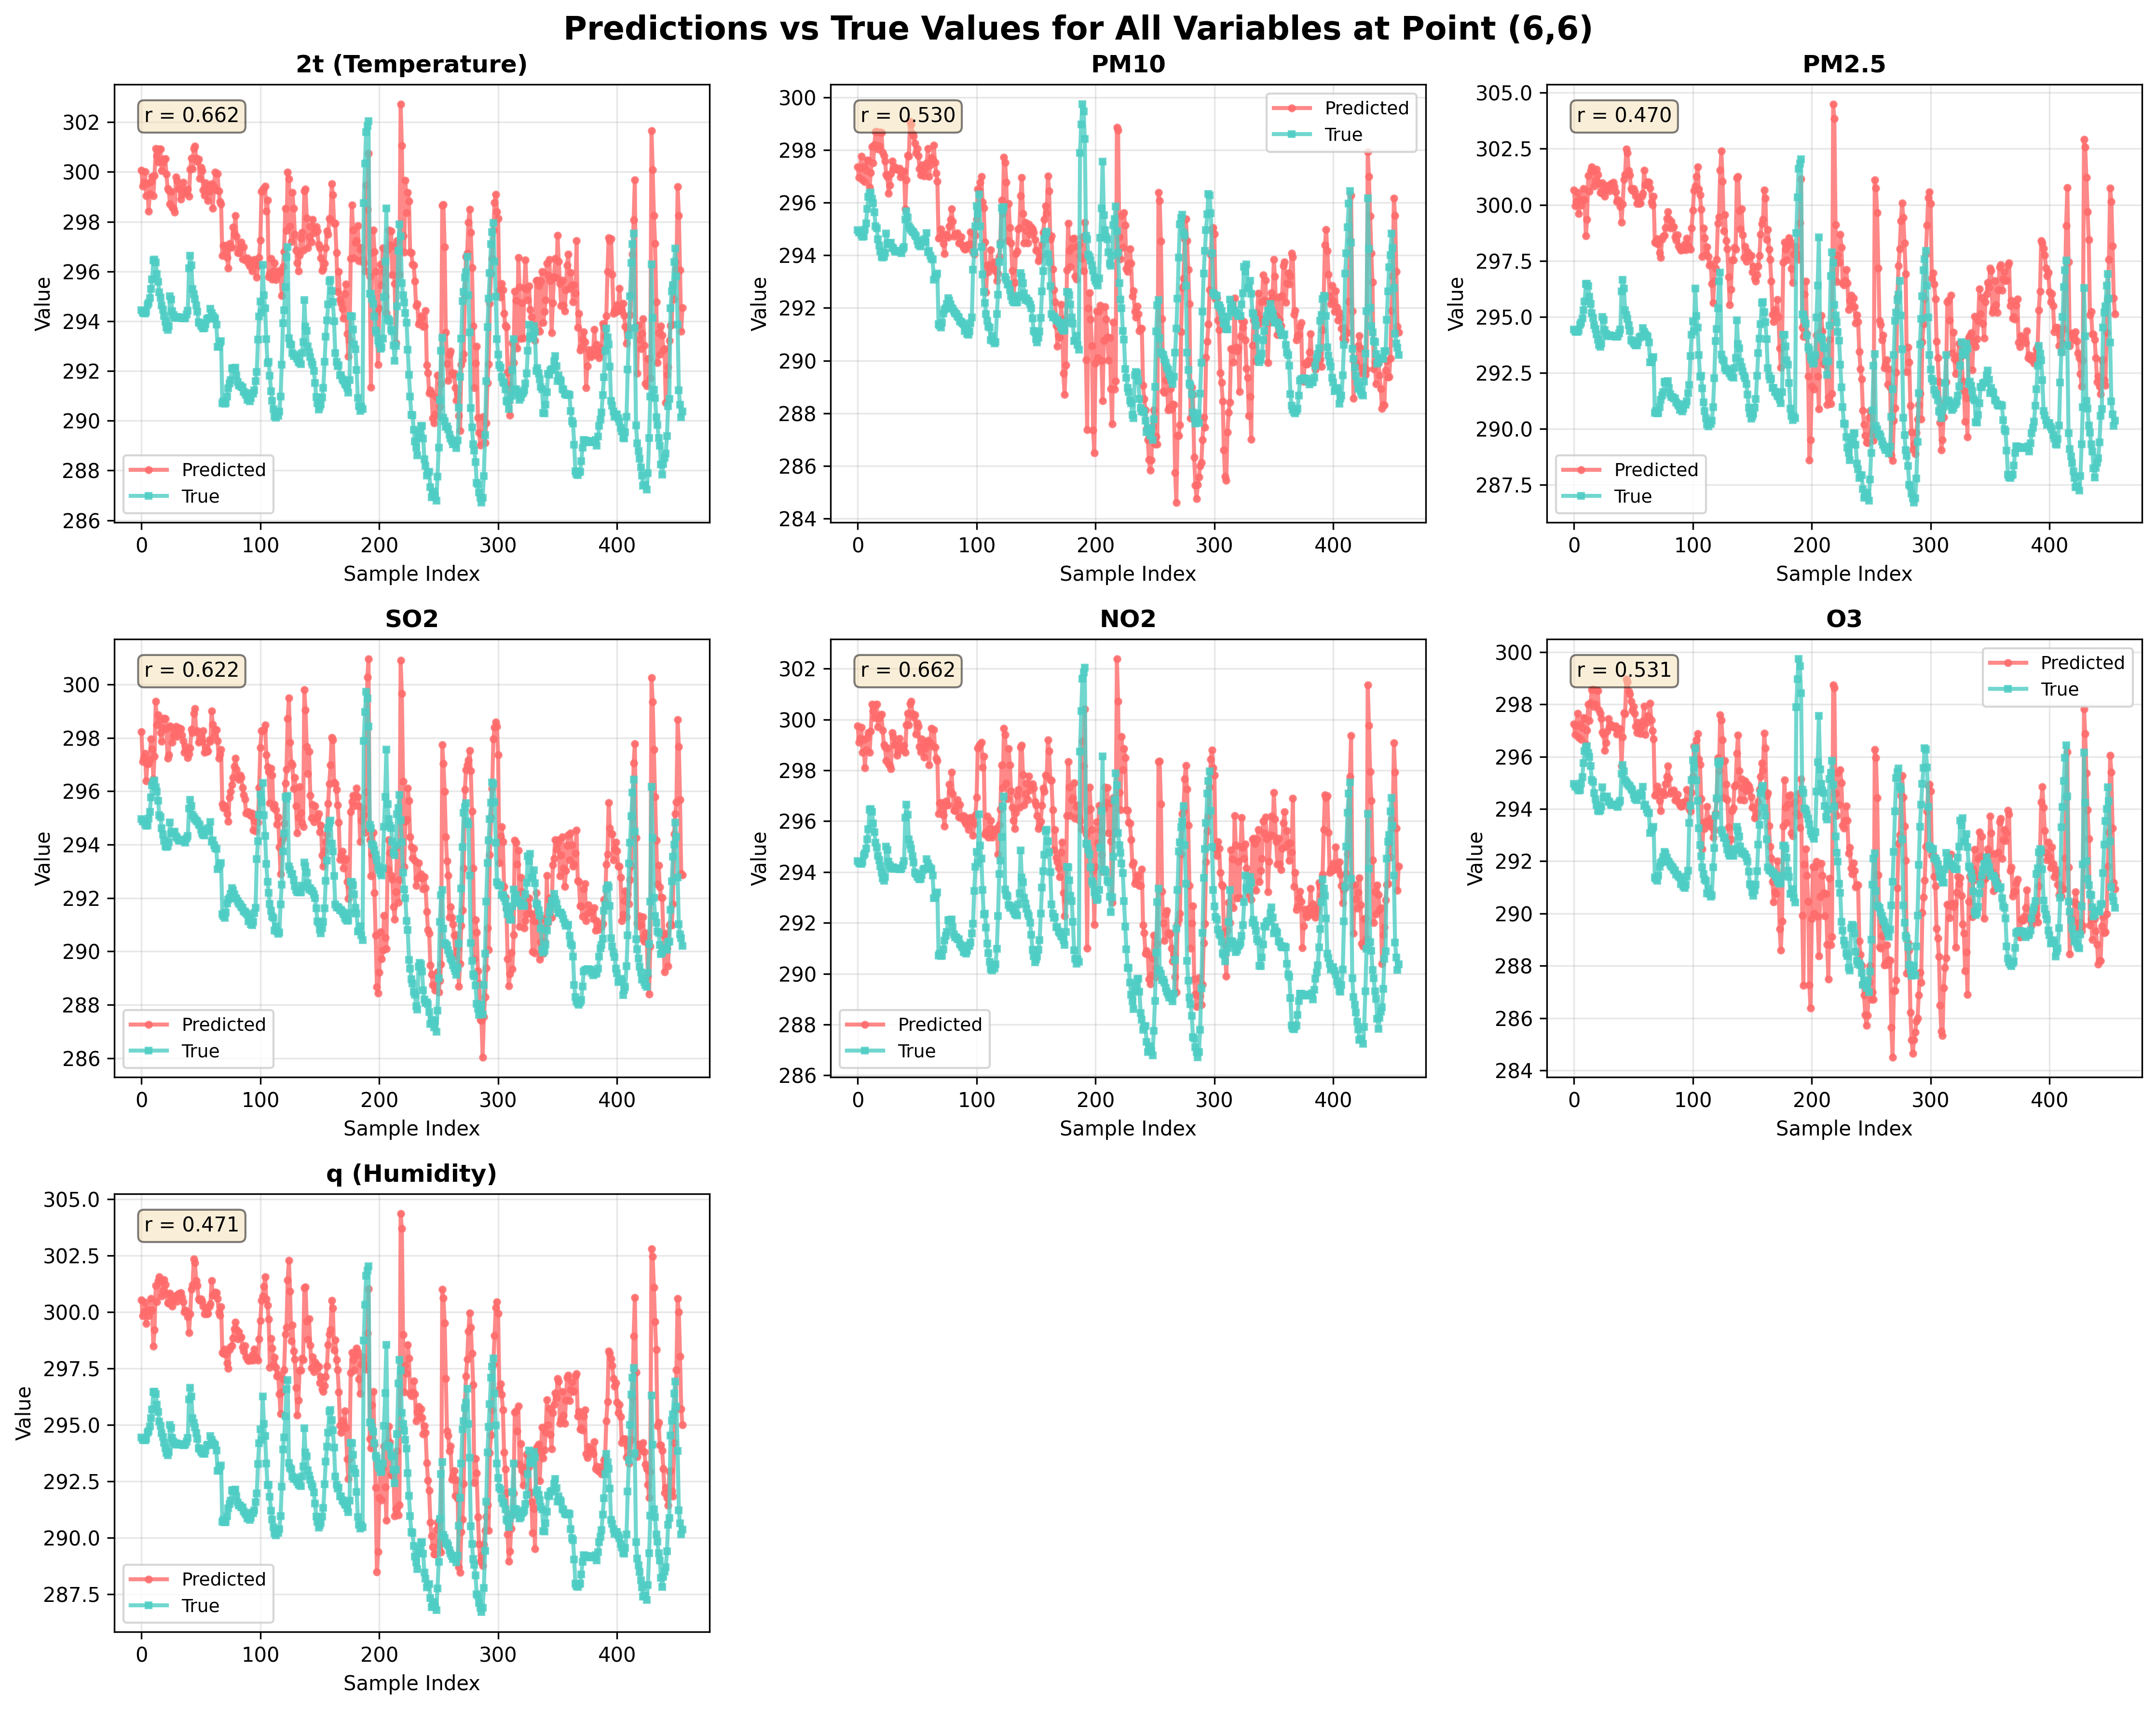 Predictions vs True Values for All Variables at Point (6,6)
2t (Temperature)
r = 0.662
302
300
298
296
294
292
290
288
286
Value
Predicted
True
0
100
200
300
400
Sample Index
PM10
r = 0.530
Predicted
True
300
298
296
294
292
290
288
286
284
Value
0
100
200
300
400
Sample Index
PM2.5
r = 0.470
305.0
302.5
300.0
297.5
295.0
292.5
290.0
287.5
Value
Predicted
True
0
100
200
300
400
Sample Index
SO2
r = 0.622
300
298
296
294
292
290
288
286
Value
Predicted
True
0
100
200
300
400
Sample Index
NO2
r = 0.662
302
300
298
296
294
292
290
288
286
Value
Predicted
True
0
100
200
300
400
Sample Index
O3
r = 0.531
Predicted
True
300
298
296
294
292
290
288
286
284
Value
0
100
200
300
400
Sample Index
q (Humidity)
r = 0.471
305.0
302.5
300.0
297.5
295.0
292.5
290.0
287.5
Value
Predicted
True
0
100
200
300
400
Sample Index